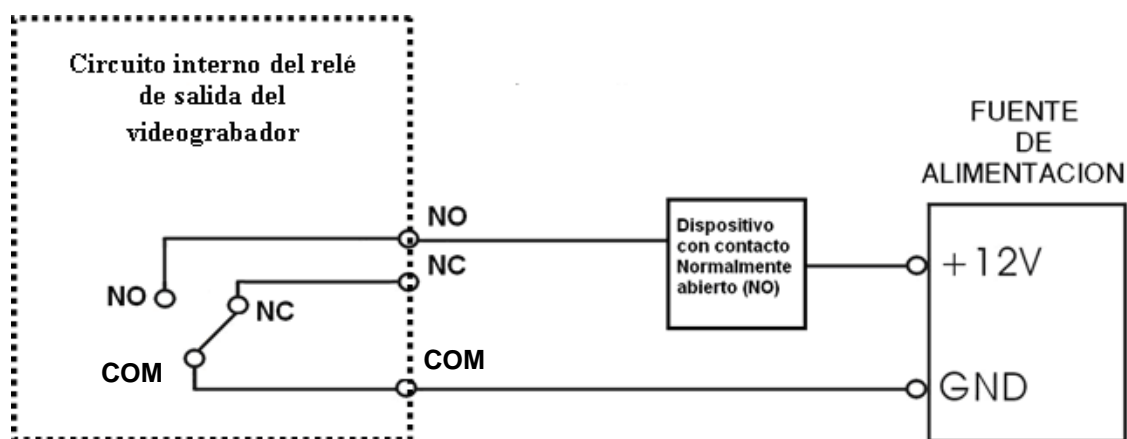 Circuito interno del relé
de salida del
videograbador
FUENTE
DE
ALIMENTACION
NO
NC
Dispositivo
con contacto
Normalmente
abierto (NO)
+12V
NO
NC
COM
COM
GND